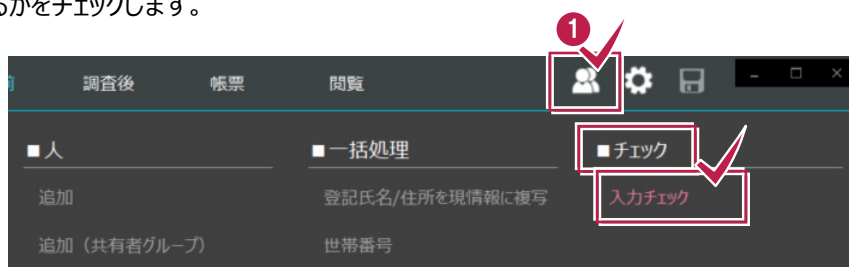 るかをチェックします。
1
前 調査後 帳票 閲覧
■人 ■一括処理 ■チェック
追加 登記氏名/住所を現情報に複写 入力チェック
追加（共有者グループ） 世帯番号